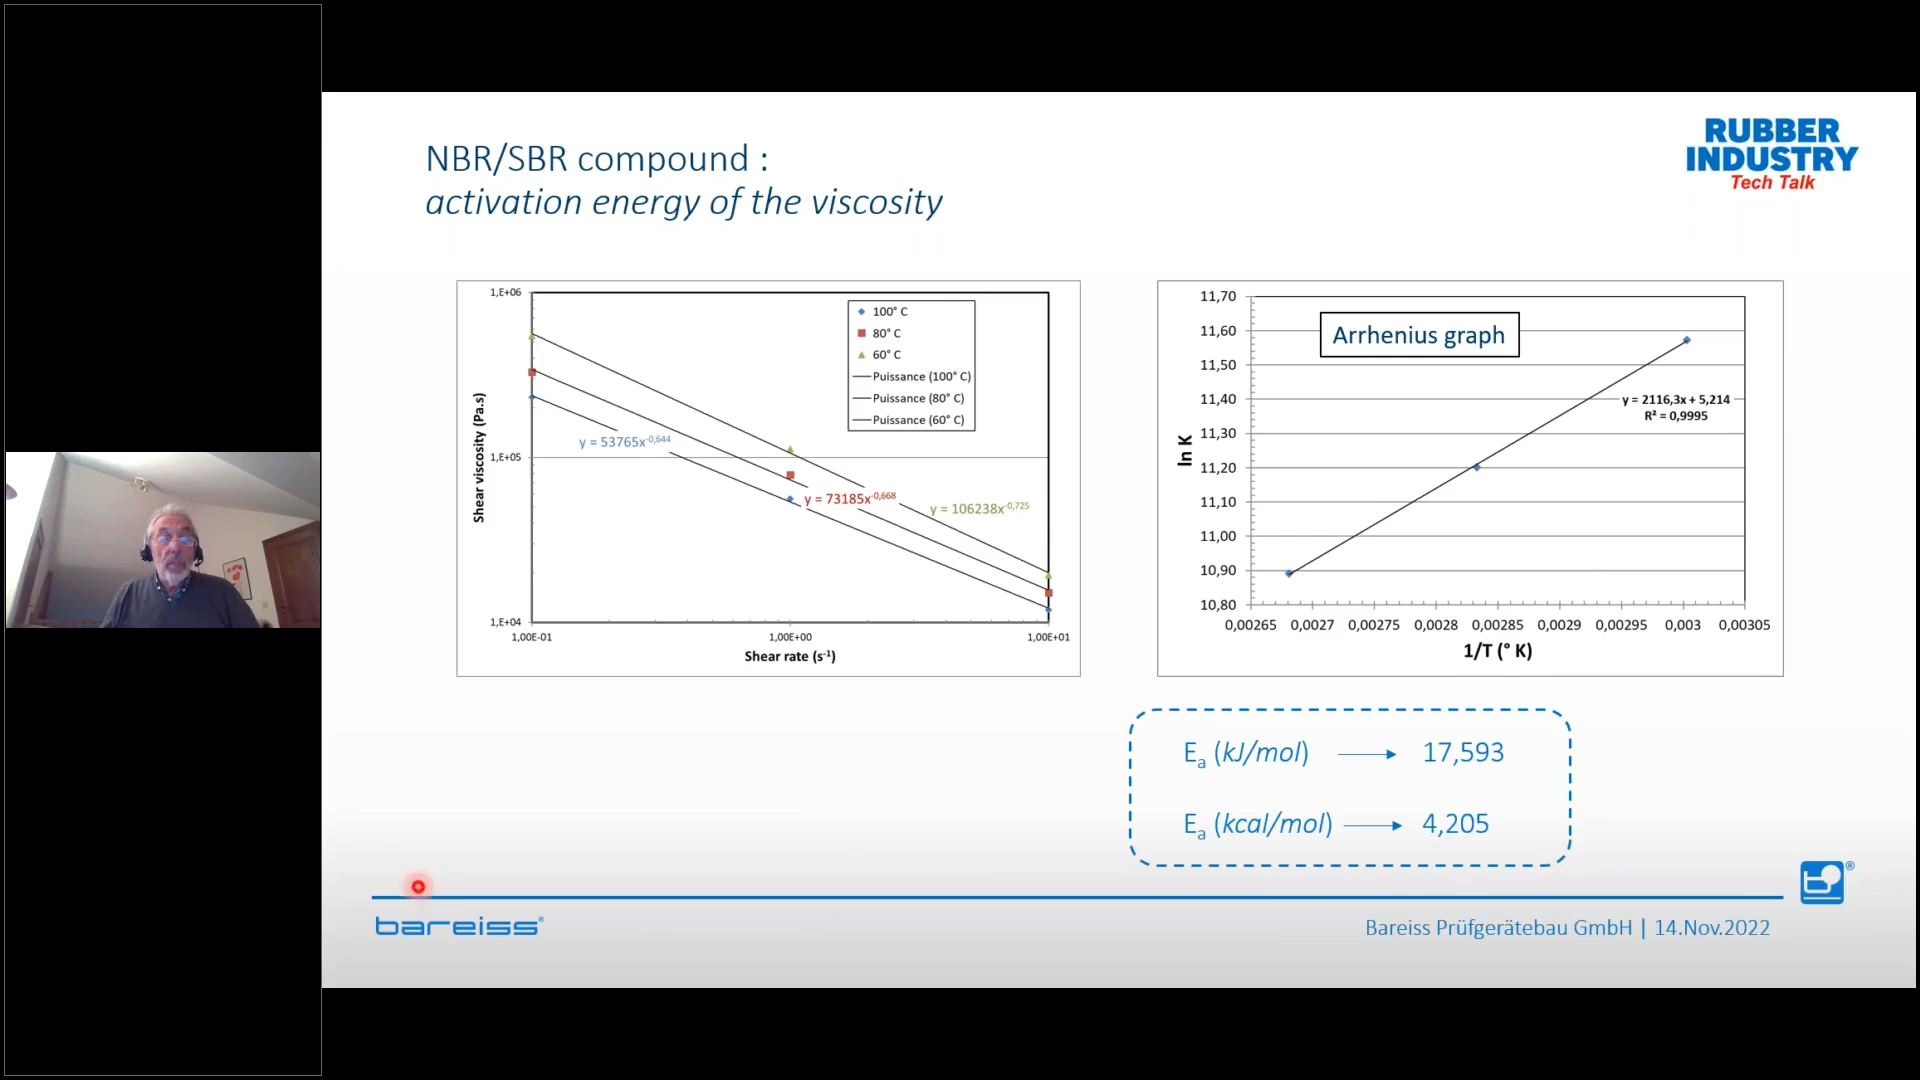 NBR/SBR compound :
activation energy of the viscosity
RUBBER
INDUSTRY
Tech Talk
1,E+06
1,E+05
1,E+04
Shear viscosity (Pa.s)
100° C
80° C
60° C
Puissance (100° C)
Puissance (80° C)
Puissance (60° C)
y = 53765x-0,644
y = 73185x-0,668
y = 106238x-0,725
1,00E-01 1,00E+00 1,00E+01
Shear rate (s-1)
11,70
11,60
11,50
11,40
11,30
11,20
11,10
11,00
10,90
10,80
ln K
Arrhenius graph
y = 2116,3x + 5,214
R² = 0,9995
0,00265 0,0027 0,00275 0,0028 0,00285 0,0029 0,00295 0,003 0,00305
1/T (° K)
Ea (kJ/mol) 17,593
Ea (kcal/mol) 4,205
bareiss®
Bareiss Prüfgerätebau GmbH | 14.Nov.2022
®